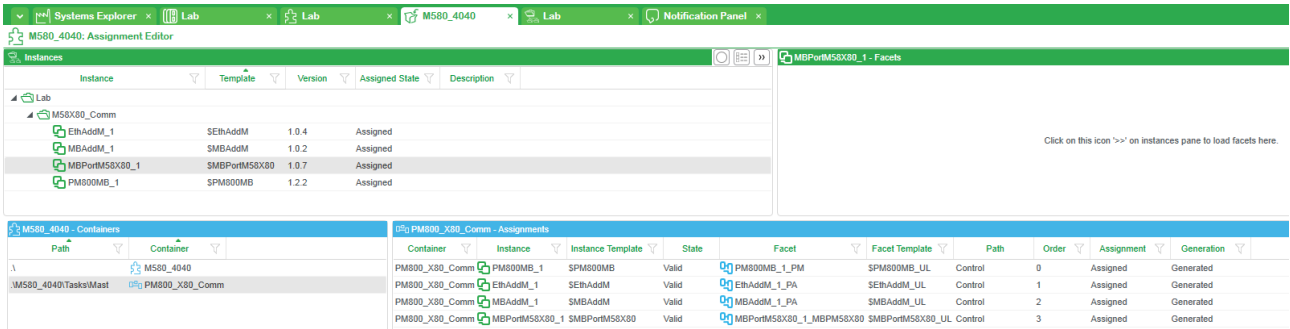 Systems Explorer × Lab × Lab × M580_4040 × Lab × Notification Panel ×
M580_4040: Assignment Editor
Instances
Instance Template Version Assigned State Description
Lab
M58X80_Comm
EthAddM_1 $EthAddM 1.0.4 Assigned
MBAddM_1 $MBAddM 1.0.2 Assigned
MBPortM58X80_1 $MBPortM58X80 1.0.7 Assigned
PM800MB_1 $PM800MB 1.2.2 Assigned
MBPortM58X80_1 - Facets
Click on this icon '>>' on instances pane to load facets here.
M580_4040 - Containers
Path Container
.\ M580_4040
.\M580_4040\Tasks\Mast PM800_X80_Comm
PM800_X80_Comm - Assignments
Container Instance Instance Template State Facet Facet Template Path Order Assignment Generation
PM800_X80_Comm PM800MB_1 $PM800MB Valid PM800MB_1_PM $PM800MB_UL Control 0 Assigned Generated
PM800_X80_Comm EthAddM_1 $EthAddM Valid EthAddM_1_PA $EthAddM_UL Control 1 Assigned Generated
PM800_X80_Comm MBAddM_1 $MBAddM Valid MBAddM_1_PA $MBAddM_UL Control 2 Assigned Generated
PM800_X80_Comm MBPortM58X80_1 $MBPortM58X80 Valid MBPortM58X80_1_MBPM58X80 $MBPortM58X80_UL Control 3 Assigned Generated